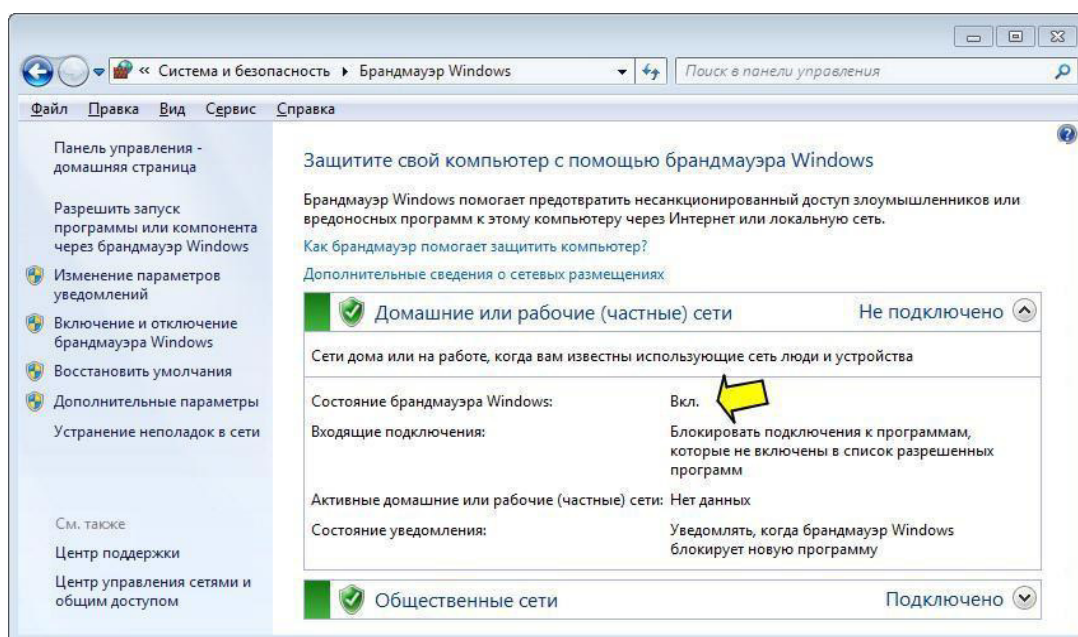 « Система и безопасность ▸ Брандмауэр Windows
Поиск в панели управления
Файл Правка Вид Сервис Справка
Панель управления -
домашняя страница
Разрешить запуск
программы или компонента
через брандмауэр Windows
Изменение параметров
уведомлений
Включение и отключение
брандмауэра Windows
Восстановить умолчания
Дополнительные параметры
Устранение неполадок в сети
См. также
Центр поддержки
Центр управления сетями и
общим доступом
Защитите свой компьютер с помощью брандмауэра Windows
Брандмауэр Windows помогает предотвратить несанкционированный доступ злоумышленников или
вредоносных программ к этому компьютеру через Интернет или локальную сеть.
Как брандмауэр помогает защитить компьютер?
Дополнительные сведения о сетевых размещениях
Домашние или рабочие (частные) сети Не подключено
Сети дома или на работе, когда вам известны использующие сеть люди и устройства
Состояние брандмауэра Windows: Вкл.
Входящие подключения: Блокировать подключения к программам,
которые не включены в список разрешенных
программ
Активные домашние или рабочие (частные) сети: Нет данных
Состояние уведомления: Уведомлять, когда брандмауэр Windows
блокирует новую программу
Общественные сети Подключено